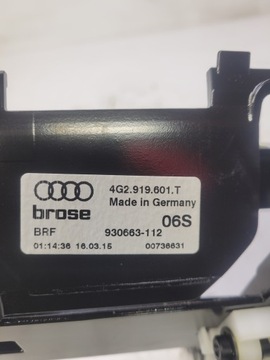 4G2.919.601.T
Made in Germany
brose
06S
BRF 930663-112
01:14:36 16.03.15 00736631